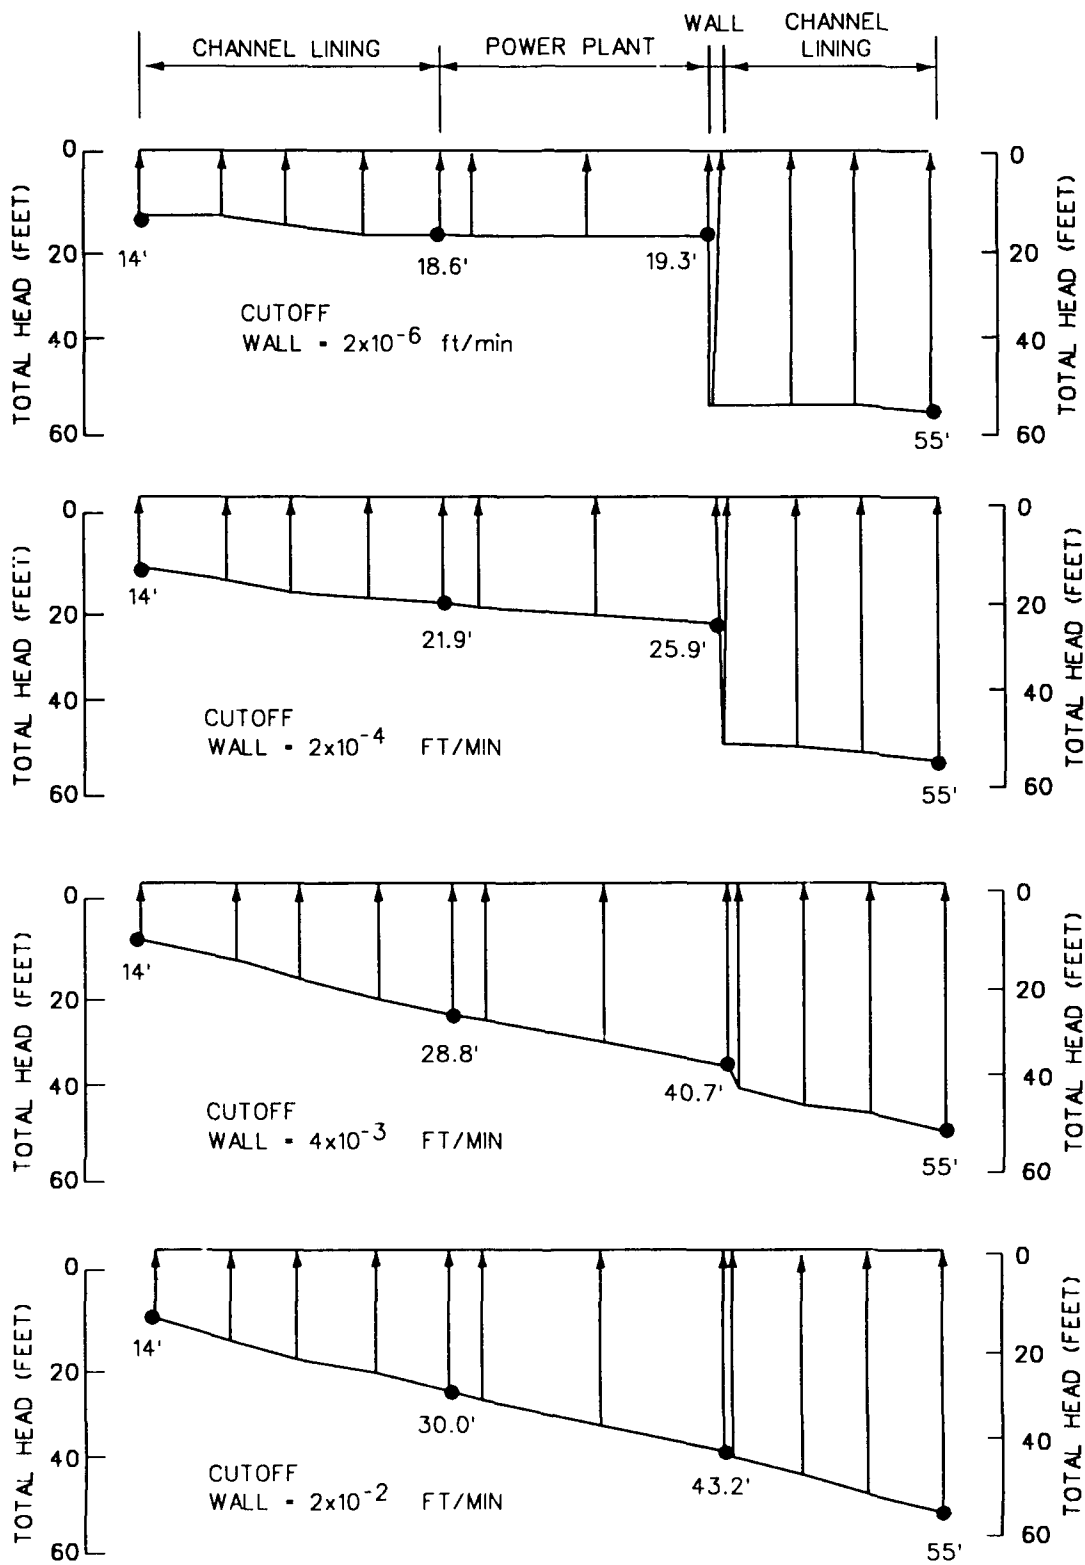 WALL
CHANNEL LINING
POWER PLANT
CHANNEL
LINING
TOTAL HEAD (FEET)
0
20
40
60
14'
18.6'
19.3'
55'
CUTOFF
WALL = 2x10-6 ft/min
0
20
40
60
TOTAL HEAD (FEET)
TOTAL HEAD (FEET)
0
20
40
60
14'
21.9'
25.9'
55'
CUTOFF
WALL = 2x10-4 FT/MIN
0
20
40
60
TOTAL HEAD (FEET)
TOTAL HEAD (FEET)
0
20
40
60
14'
28.8'
40.7'
55'
CUTOFF
WALL = 4x10-3 FT/MIN
0
20
40
60
TOTAL HEAD (FEET)
TOTAL HEAD (FEET)
0
20
40
60
14'
30.0'
43.2'
55'
CUTOFF
WALL = 2x10-2 FT/MIN
0
20
40
60
TOTAL HEAD (FEET)